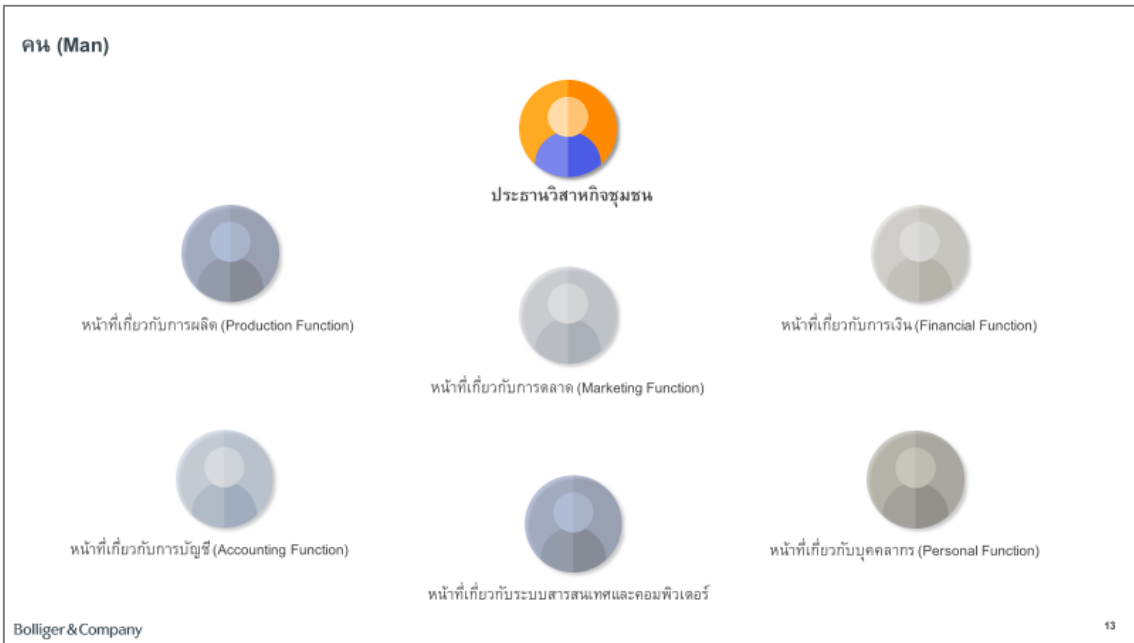 คน (Man)
ประธานวิสาหกิจชุมชน
หน้าที่เกี่ยวกับการผลิต (Production Function)
หน้าที่เกี่ยวกับการตลาด (Marketing Function)
หน้าที่เกี่ยวกับการเงิน (Financial Function)
หน้าที่เกี่ยวกับการบัญชี (Accounting Function)
หน้าที่เกี่ยวกับระบบสารสนเทศและคอมพิวเตอร์
หน้าที่เกี่ยวกับบุคคลากร (Personal Function)
Bolliger & Company
13